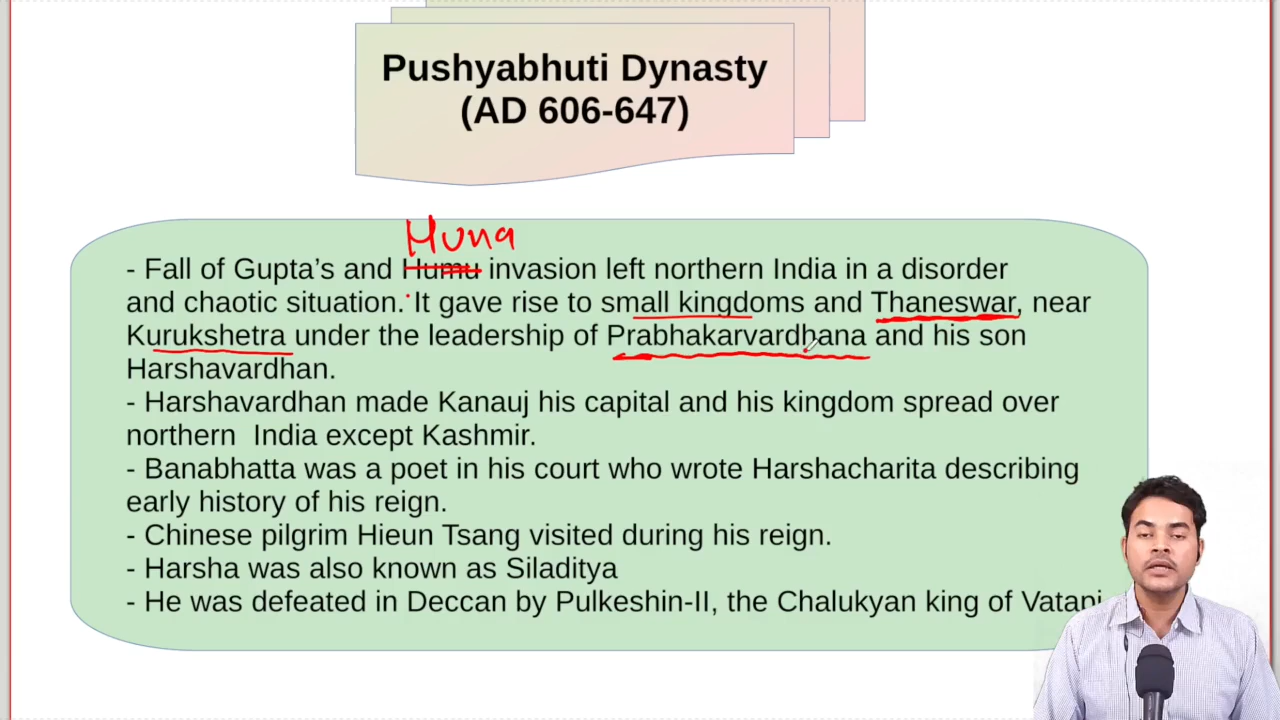 Pushyabhuti Dynasty
(AD 606-647)
Huna
- Fall of Gupta's and Humu invasion left northern India in a disorder
and chaotic situation. It gave rise to small kingdoms and Thaneswar, near
Kurukshetra under the leadership of Prabhakarvardhana and his son
Harshavardhan.
- Harshavardhan made Kanauj his capital and his kingdom spread over
northern India except Kashmir.
- Banabhatta was a poet in his court who wrote Harshacharita describing
early history of his reign.
- Chinese pilgrim Hieun Tsang visited during his reign.
- Harsha was also known as Siladitya
- He was defeated in Deccan by Pulkeshin-II, the Chalukyan king of Vatapi